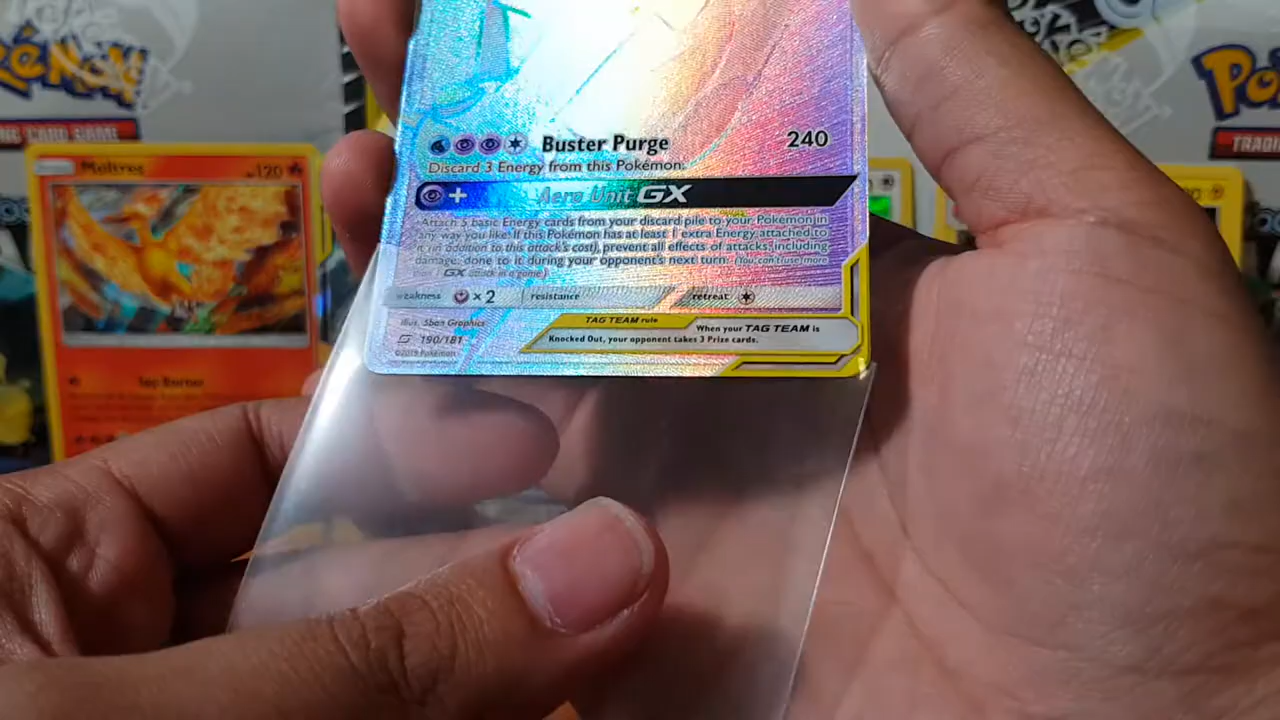 Pokémon
Po
CARD GAME
TRADING
Moltres
120
Buster Purge
240
Discard 3 Energy from this Pokémon.
+ Aero Unit GX
Attach 5 basic Energy cards from your discard pile to your Pokémon in
any way you like. If this Pokémon has at least 1 extra Energy attached to
it (in addition to this attack's cost), prevent all effects of attacks, including
damage, done to it during your opponent's next turn. (You can't use more
than 1 GX attack in a game.)
weakness × 2 resistance retreat
TAG TEAM rule
When your TAG TEAM is
Knocked Out, your opponent takes 3 Prize cards.
Illus. 5ban Graphics
190/181
©2019 Pokémon